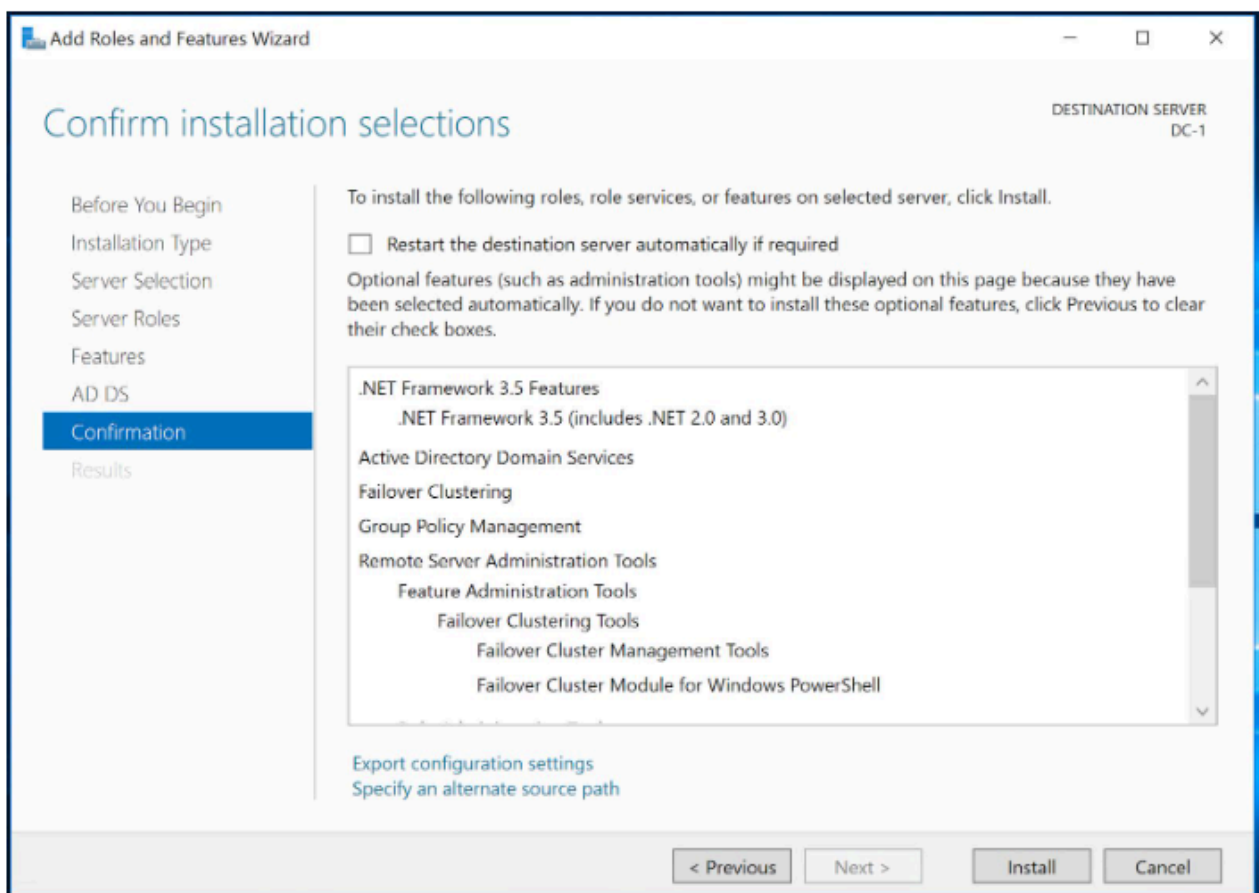 Add Roles and Features Wizard
Confirm installation selections
DESTINATION SERVER
DC-1
Before You Begin
Installation Type
Server Selection
Server Roles
Features
AD DS
Confirmation
Results
To install the following roles, role services, or features on selected server, click Install.
Restart the destination server automatically if required
Optional features (such as administration tools) might be displayed on this page because they have
been selected automatically. If you do not want to install these optional features, click Previous to clear
their check boxes.
.NET Framework 3.5 Features
.NET Framework 3.5 (includes .NET 2.0 and 3.0)
Active Directory Domain Services
Failover Clustering
Group Policy Management
Remote Server Administration Tools
Feature Administration Tools
Failover Clustering Tools
Failover Cluster Management Tools
Failover Cluster Module for Windows PowerShell
Export configuration settings
Specify an alternate source path
< Previous
Next >
Install
Cancel